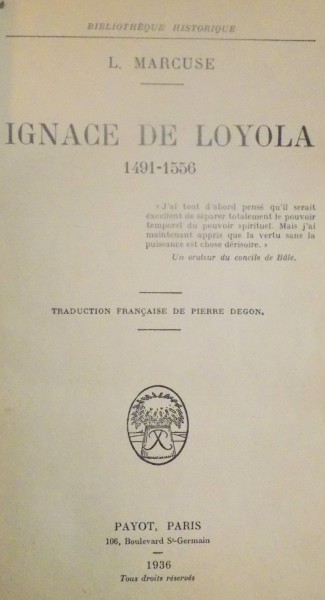 BIBLIOTHÈQUE HISTORIQUE
L. MARCUSE
IGNACE DE LOYOLA
1491-1556
« J'ai tout d'abord pensé qu'il serait
excellent de séparer totalement le pouvoir
temporel du pouvoir spirituel. Mais j'ai
maintenant appris que la vertu sans la
puissance est chose dérisoire. »
Un orateur du concile de Bâle.
TRADUCTION FRANÇAISE DE PIERRE DEGON.
PAYOT, PARIS
106, Boulevard St-Germain
1936
Tous droits réservés